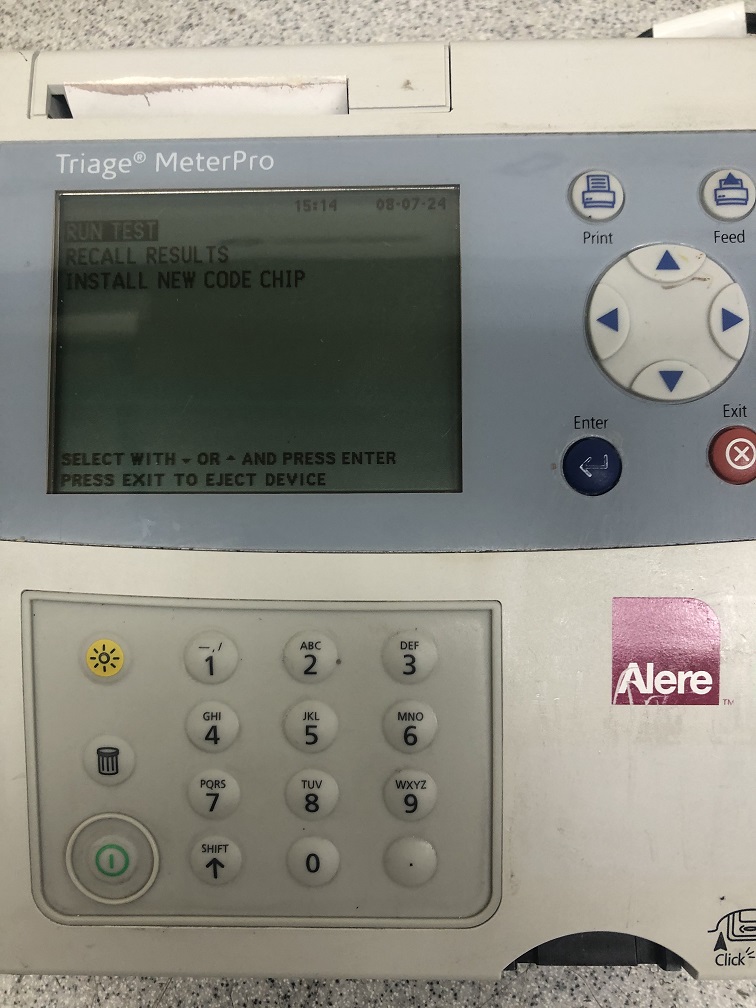 Triage® MeterPro
15:14 08-07-24
RUN TEST
RECALL RESULTS
INSTALL NEW CODE CHIP
SELECT WITH ▾ OR ▴ AND PRESS ENTER
PRESS EXIT TO EJECT DEVICE
Print
Feed
Enter
Exit
—,/
1
ABC
2
DEF
3
GHI
4
JKL
5
MNO
6
PQRS
7
TUV
8
WXYZ
9
SHIFT
0
.
Alere™
Click